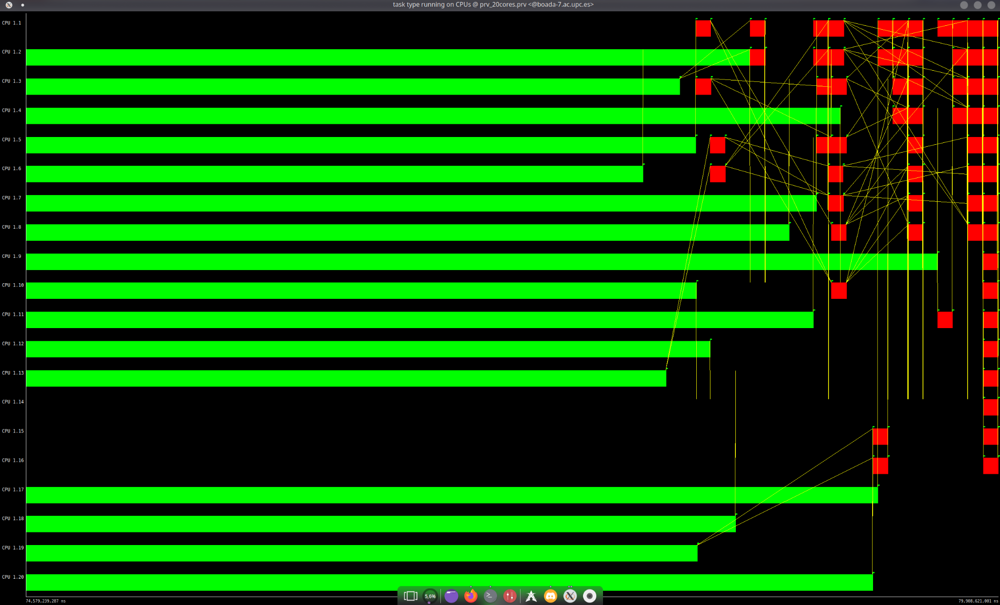 task type running on CPUs @ prv_20cores.prv <@boada-7.ac.upc.es>
CPU 1.1
CPU 1.2
CPU 1.3
CPU 1.4
CPU 1.5
CPU 1.6
CPU 1.7
CPU 1.8
CPU 1.9
CPU 1.10
CPU 1.11
CPU 1.12
CPU 1.13
CPU 1.14
CPU 1.15
CPU 1.16
CPU 1.17
CPU 1.18
CPU 1.19
CPU 1.20
5,6%
74,579,239,287 ns
79,908,621,001 ns